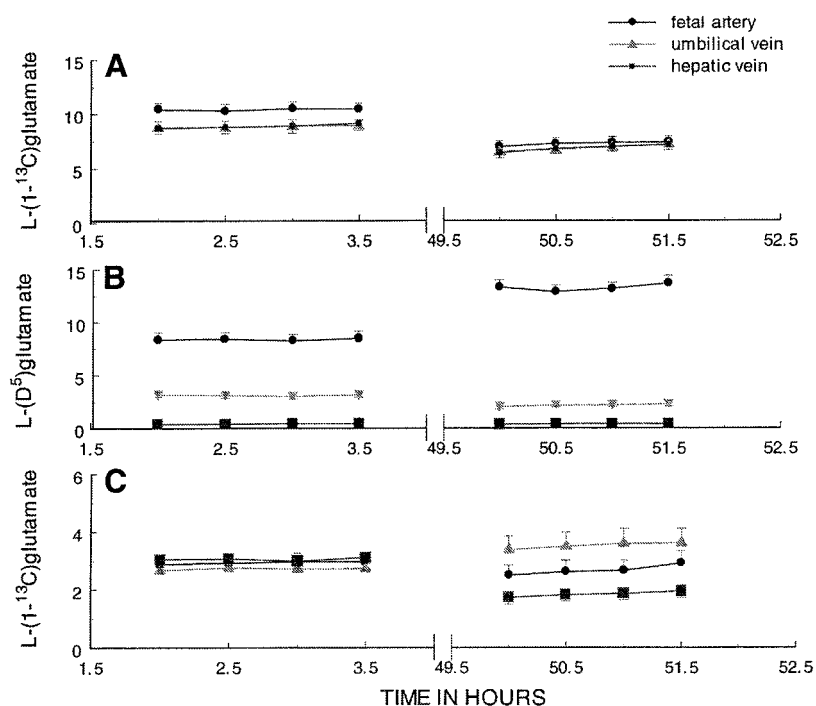 fetal artery
umbilical vein
hepatic vein
A
L-(1-¹³C)glutamate
15
10
5
0
1.5 2.5 3.5 49.5 50.5 51.5 52.5
B
L-(D⁵)glutamate
15
10
5
0
1.5 2.5 3.5 49.5 50.5 51.5 52.5
C
L-(1-¹³C)glutamate
6
4
2
0
1.5 2.5 3.5 49.5 50.5 51.5 52.5
TIME IN HOURS